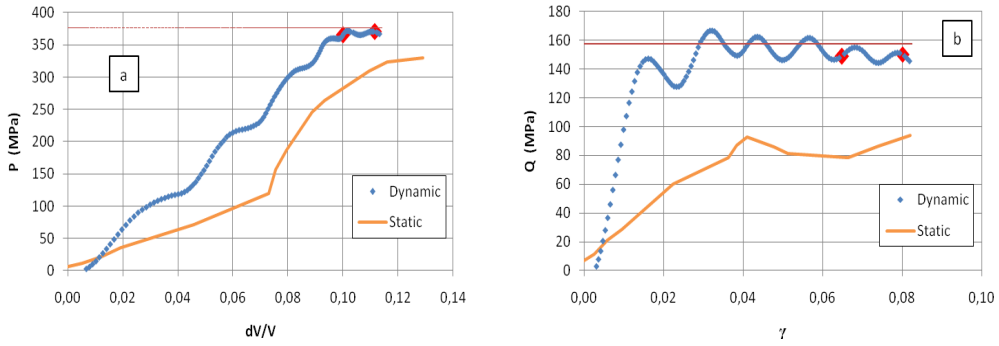 P (MPa)
400
350
300
250
200
150
100
50
0
a
Dynamic
Static
0,00 0,02 0,04 0,06 0,08 0,10 0,12 0,14
dV/V
Q (MPa)
180
160
140
120
100
80
60
40
20
0
b
Dynamic
Static
0,00 0,02 0,04 0,06 0,08 0,10
γ